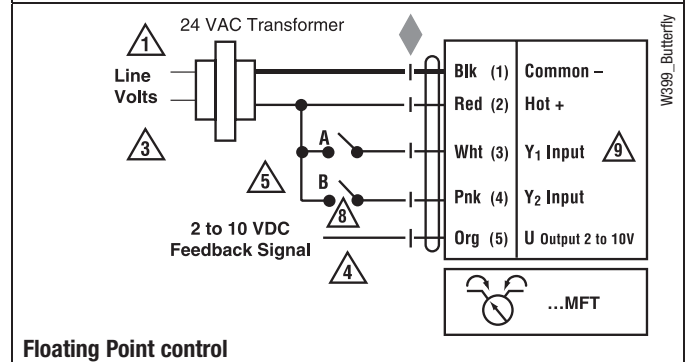 24 VAC Transformer
1
Line
Volts
3
Blk (1) Common –
Red (2) Hot +
A
Wht (3) Y1 Input 9
5
B
Pnk (4) Y2 Input
8
2 to 10 VDC
Feedback Signal
Org (5) U Output 2 to 10V
4
...MFT
W399_Butterfly
Floating Point control